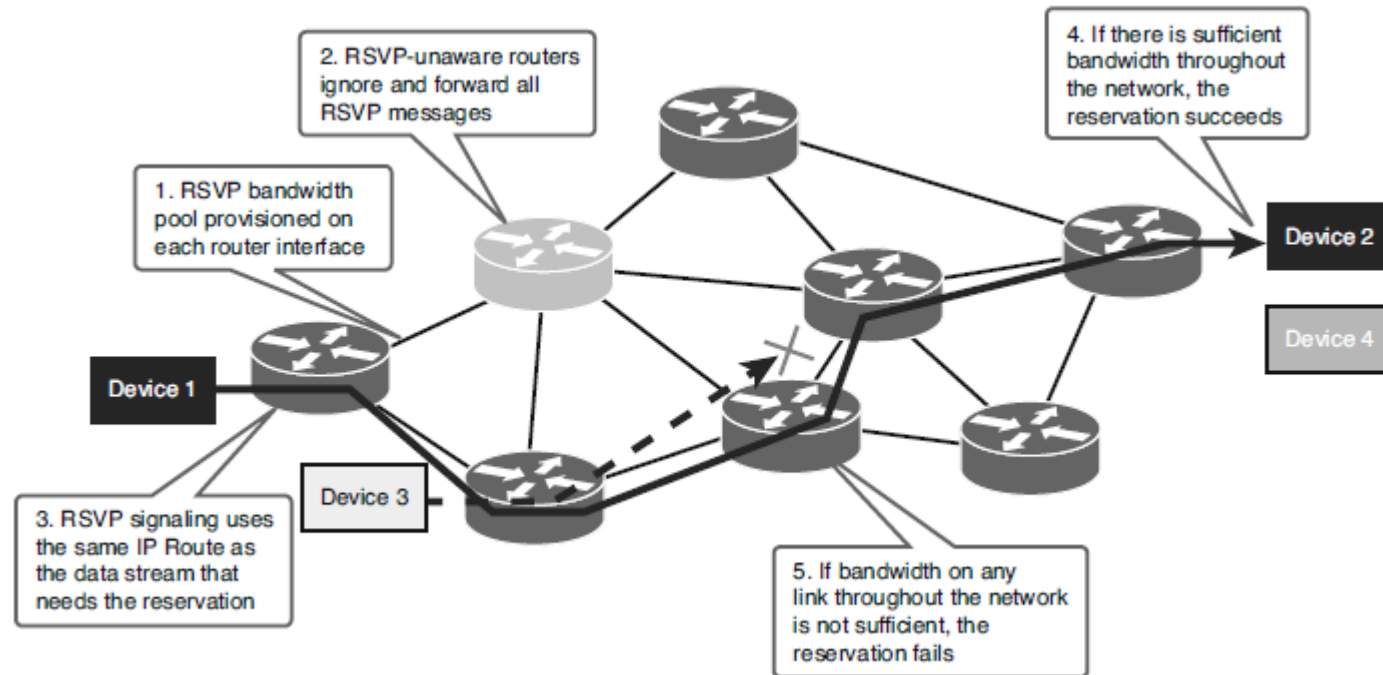 2. RSVP-unaware routers
ignore and forward all
RSVP messages
4. If there is sufficient
bandwidth throughout
the network, the
reservation succeeds
1. RSVP bandwidth
pool provisioned on
each router interface
Device 2
Device 4
Device 1
Device 3
3. RSVP signaling uses
the same IP Route as
the data stream that
needs the reservation
5. If bandwidth on any
link throughout the network
is not sufficient, the
reservation fails